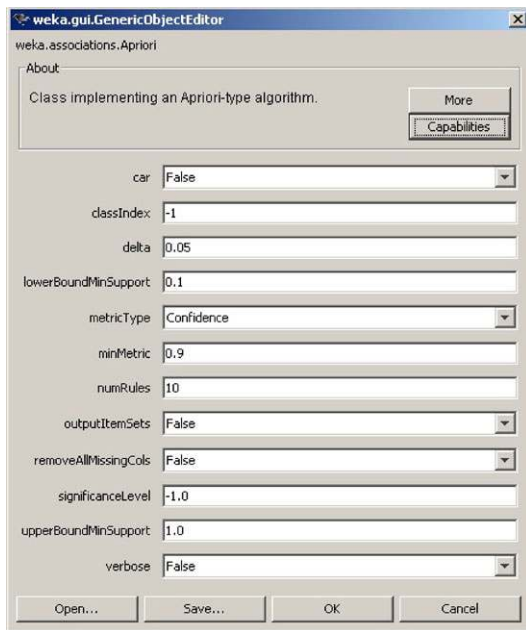 weka.gui.GenericObjectEditor
weka.associations.Apriori
About
Class implementing an Apriori-type algorithm.
More
Capabilities
car False
classIndex -1
delta 0.05
lowerBoundMinSupport 0.1
metricType Confidence
minMetric 0.9
numRules 10
outputItemSets False
removeAllMissingCols False
significanceLevel -1.0
upperBoundMinSupport 1.0
verbose False
Open... Save... OK Cancel